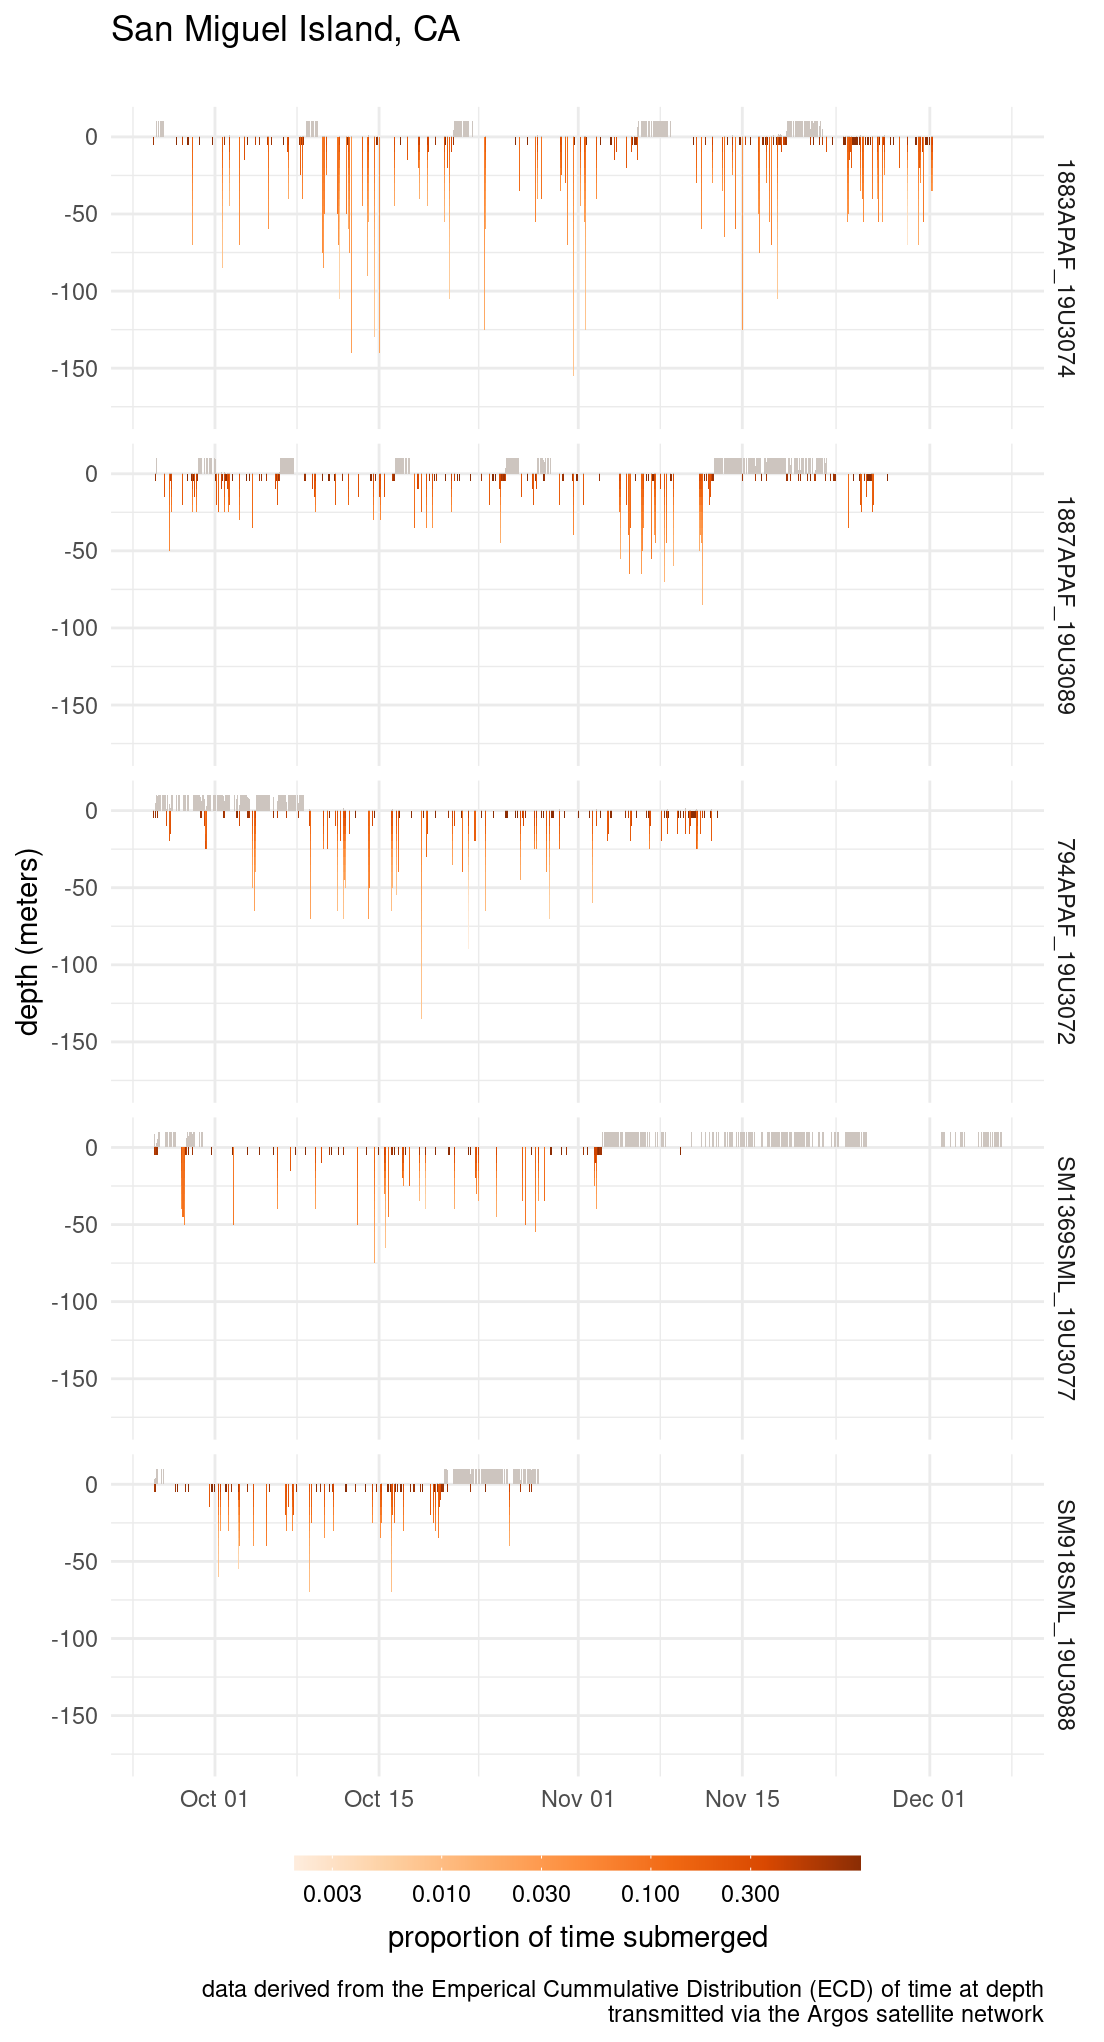 San Miguel Island, CA
0
-50
-100
-150
1883APAF_19U3074
0
-50
-100
-150
1887APAF_19U3089
0
-50
-100
-150
794APAF_19U3072
depth (meters)
0
-50
-100
-150
SM1369SML_19U3077
0
-50
-100
-150
SM918SML_19U3088
Oct 01 Oct 15 Nov 01 Nov 15 Dec 01
0.003 0.010 0.030 0.100 0.300
proportion of time submerged
data derived from the Emperical Cummulative Distribution (ECD) of time at depth
transmitted via the Argos satellite network